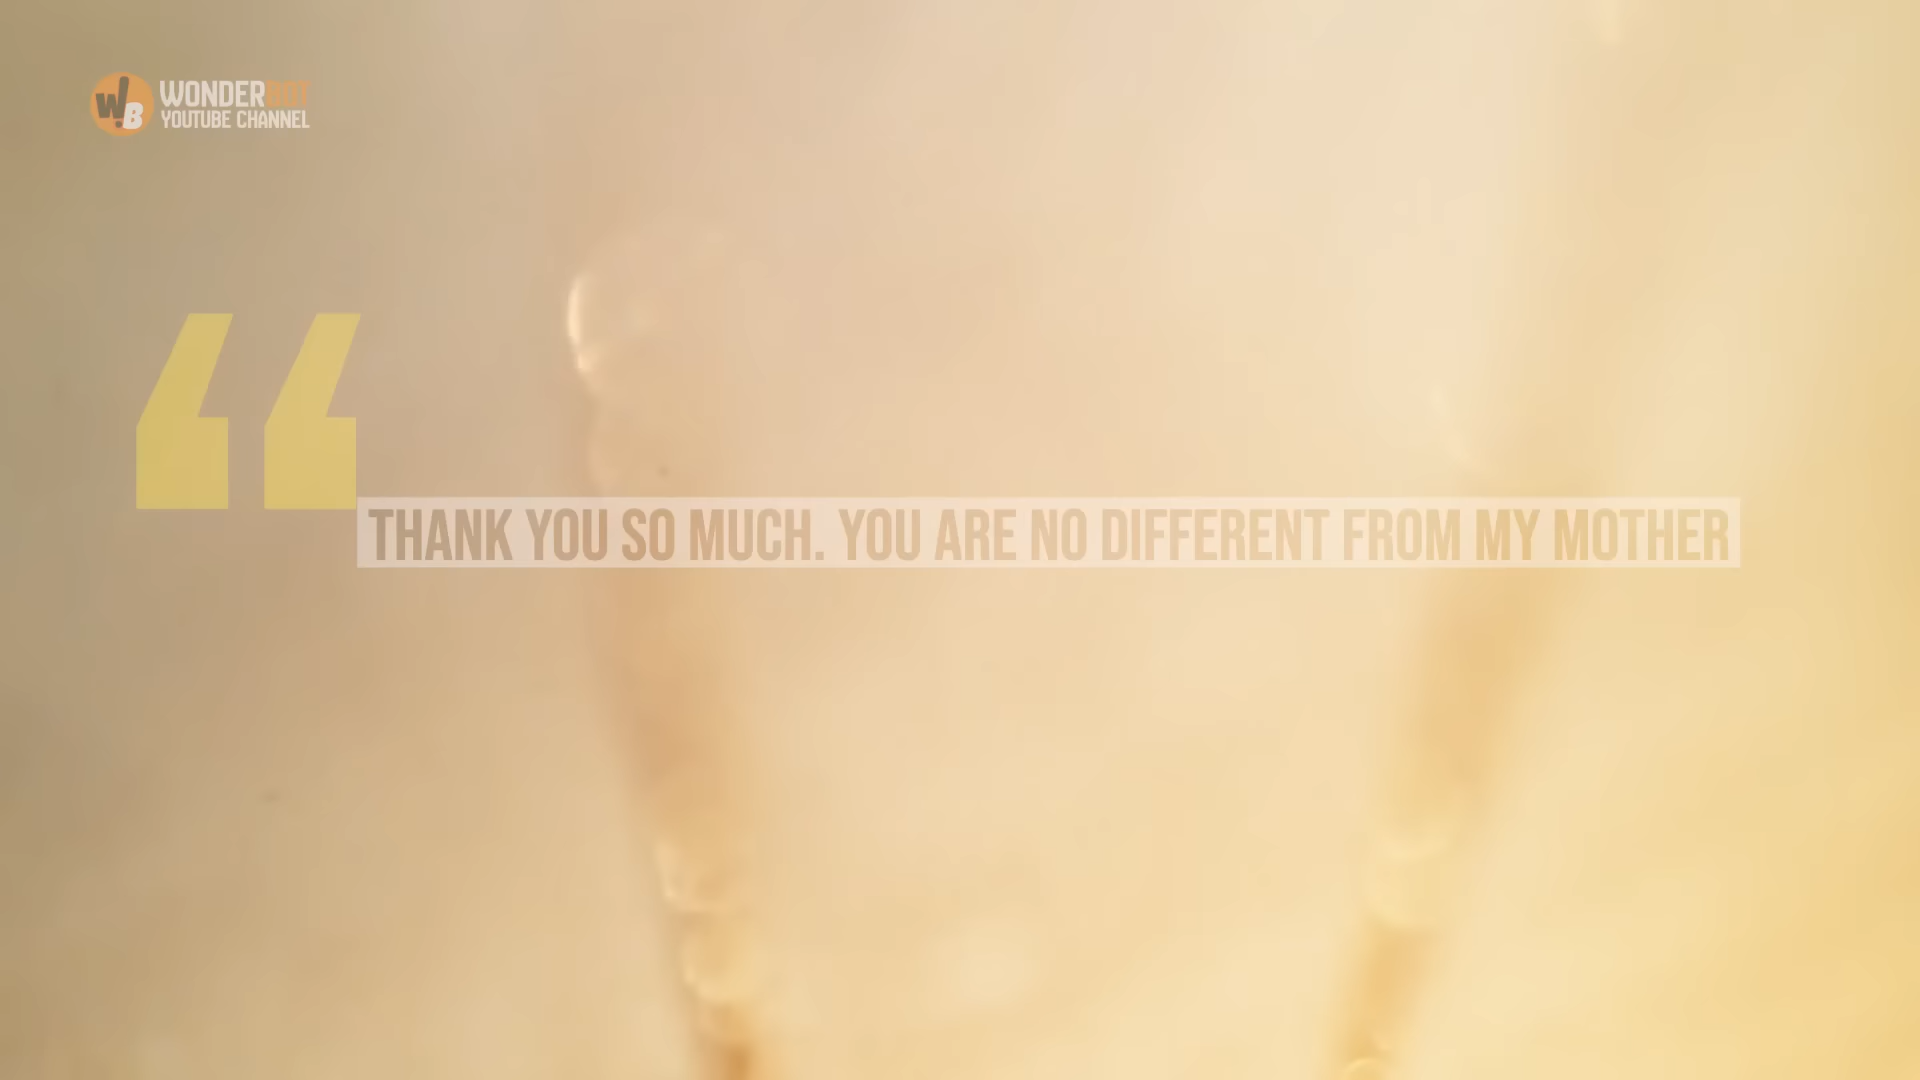 W!B WONDERBOT
YOUTUBE CHANNEL
“
THANK YOU SO MUCH. YOU ARE NO DIFFERENT FROM MY MOTHER